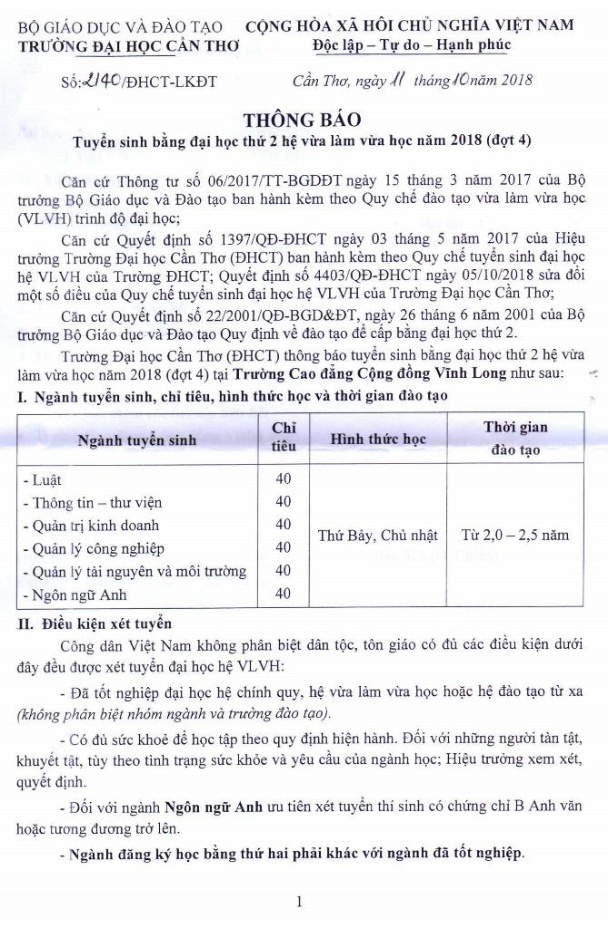 BỘ GIÁO DỤC VÀ ĐÀO TẠO
TRƯỜNG ĐẠI HỌC CẦN THƠ
CỘNG HÒA XÃ HỘI CHỦ NGHĨA VIỆT NAM
Độc lập – Tự do – Hạnh phúc
Số:2140/ĐHCT-LKĐT
Cần Thơ, ngày 11 tháng 10 năm 2018
THÔNG BÁO
Tuyển sinh bằng đại học thứ 2 hệ vừa làm vừa học năm 2018 (đợt 4)
Căn cứ Thông tư số 06/2017/TT-BGDĐT ngày 15 tháng 3 năm 2017 của Bộ
trưởng Bộ Giáo dục và Đào tạo ban hành kèm theo Quy chế đào tạo vừa làm vừa học
(VLVH) trình độ đại học;
Căn cứ Quyết định số 1397/QĐ-ĐHCT ngày 03 tháng 5 năm 2017 của Hiệu
trưởng Trường Đại học Cần Thơ (ĐHCT) ban hành kèm theo Quy chế tuyển sinh đại học
hệ VLVH của Trường ĐHCT; Quyết định số 4403/QĐ-ĐHCT ngày 05/10/2018 sửa đổi
một số điều của Quy chế tuyển sinh đại học hệ VLVH của Trường Đại học Cần Thơ;
Căn cứ Quyết định số 22/2001/QĐ-BGD&ĐT, ngày 26 tháng 6 năm 2001 của Bộ
trưởng Bộ Giáo dục và Đào tạo Quy định về đào tạo để cấp bằng đại học thứ 2.
Trường Đại học Cần Thơ (ĐHCT) thông báo tuyển sinh bằng đại học thứ 2 hệ vừa
làm vừa học năm 2018 (đợt 4) tại Trường Cao đẳng Cộng đồng Vĩnh Long như sau:
I. Ngành tuyển sinh, chỉ tiêu, hình thức học và thời gian đào tạo
Ngành tuyển sinh
Chỉ
tiêu
Hình thức học
Thời gian
đào tạo
- Luật 40
- Thông tin – thư viện 40
- Quản trị kinh doanh 40
- Quản lý công nghiệp 40
- Quản lý tài nguyên và môi trường 40
- Ngôn ngữ Anh 40
Thứ Bảy, Chủ nhật
Từ 2,0 – 2,5 năm
II. Điều kiện xét tuyển
Công dân Việt Nam không phân biệt dân tộc, tôn giáo có đủ các điều kiện dưới
đây đều được xét tuyển đại học hệ VLVH:
- Đã tốt nghiệp đại học hệ chính quy, hệ vừa làm vừa học hoặc hệ đào tạo từ xa
(không phân biệt nhóm ngành và trường đào tạo).
- Có đủ sức khoẻ để học tập theo quy định hiện hành. Đối với những người tàn tật,
khuyết tật, tùy theo tình trạng sức khỏe và yêu cầu của ngành học; Hiệu trưởng xem xét,
quyết định.
- Đối với ngành Ngôn ngữ Anh ưu tiên xét tuyển thí sinh có chứng chỉ B Anh văn
hoặc tương đương trở lên.
- Ngành đăng ký học bằng thứ hai phải khác với ngành đã tốt nghiệp.
1